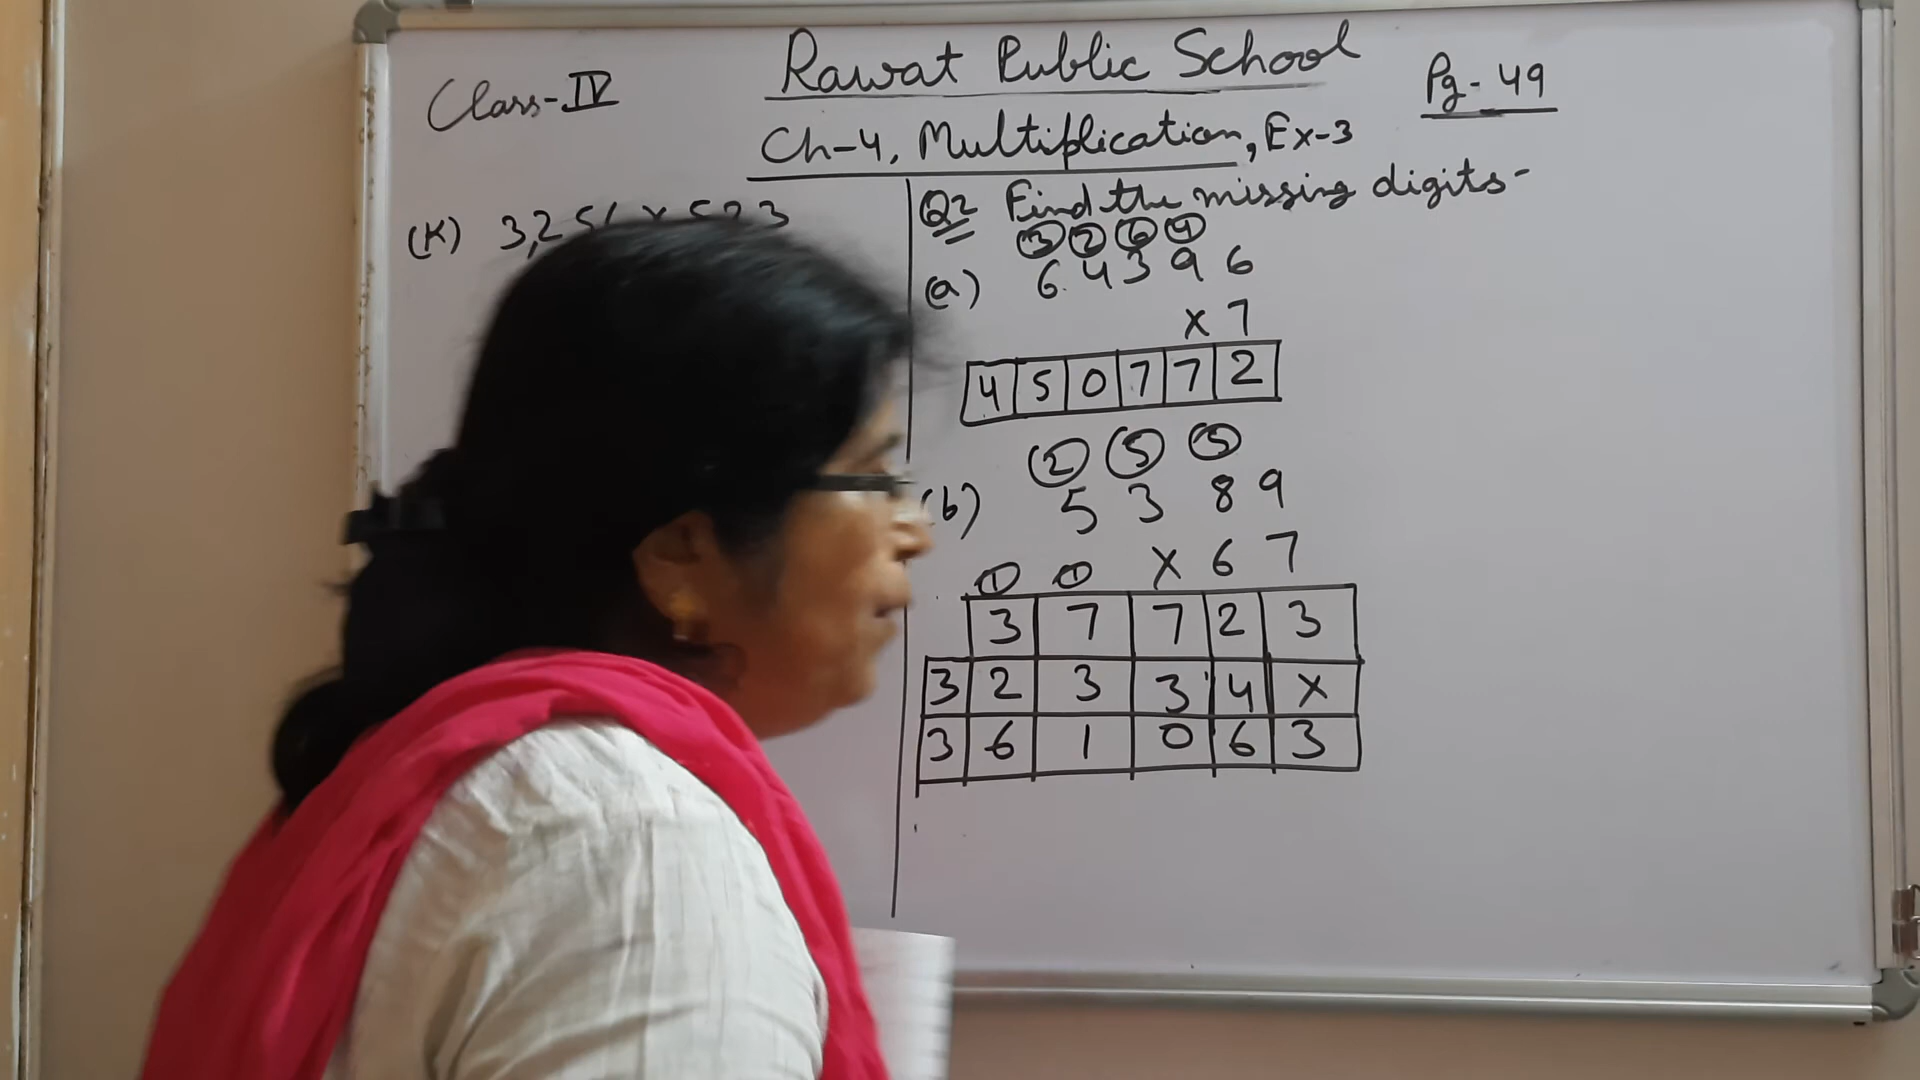 Rawat Public School
Class-IV
Pg-49
Ch-4, Multiplication, Ex-3
(K) 3,25
Q2 Find the missing digits-
3 2 6 4
(a) 6 4 3 9 6
x 7
4 5 0 7 7 2
2 5 5
(b) 5 3 8 9
x 6 7
1 1
3 7 7 2 3
3 2 3 3 4 x
3 6 1 0 6 3